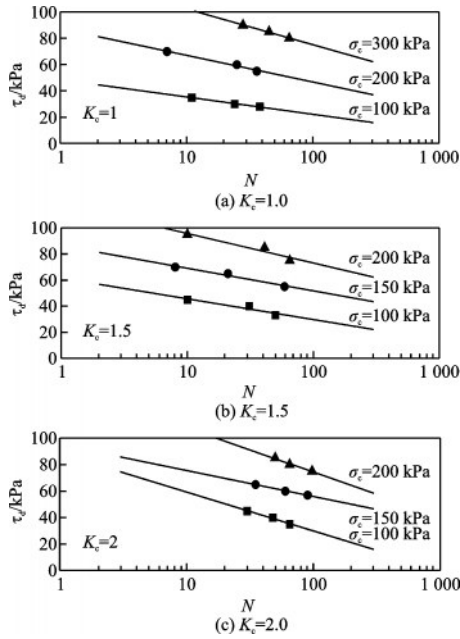 100
80
60
40
20
0
τd/kPa
σc=300 kPa
σc=200 kPa
σc=100 kPa
Kc=1
1 10 100 1 000
N
(a) Kc=1.0
100
80
60
40
20
0
τd/kPa
σc=200 kPa
σc=150 kPa
σc=100 kPa
Kc=1.5
1 10 100 1 000
N
(b) Kc=1.5
100
80
60
40
20
0
τd/kPa
σc=200 kPa
σc=150 kPa
σc=100 kPa
Kc=2
1 10 100 1 000
N
(c) Kc=2.0